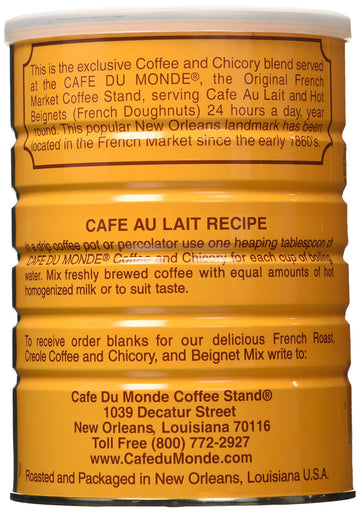 This is the exclusive Coffee and Chicory blend served
at the CAFE DU MONDE®, the Original French
Market Coffee Stand, serving Cafe Au Lait and Hot
Beignets (French Doughnuts) 24 hours a day, year
round. This popular New Orleans landmark has been
located in the French Market since the early 1860's.
CAFE AU LAIT RECIPE
In a drip coffee pot or percolator use one heaping tablespoon of
CAFE DU MONDE® Coffee and Chicory for each cup of boiling
water. Mix freshly brewed coffee with equal amounts of hot
homogenized milk or to suit taste.
To receive order blanks for our delicious French Roast,
Creole Coffee and Chicory, and Beignet Mix write to:
Cafe Du Monde Coffee Stand®
1039 Decatur Street
New Orleans, Louisiana 70116
Toll Free (800) 772-2927
www.CafeduMonde.com
Roasted and Packaged in New Orleans, Louisiana U.S.A.